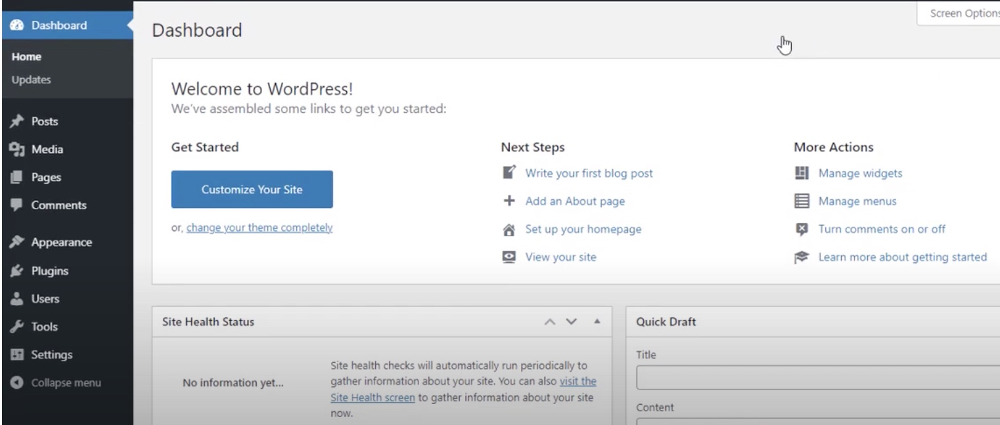 Screen Options
Dashboard
Home
Updates
Posts
Media
Pages
Comments
Appearance
Plugins
Users
Tools
Settings
Collapse menu
Dashboard
Welcome to WordPress!
We've assembled some links to get you started:
Get Started
Customize Your Site
or, change your theme completely
Next Steps
Write your first blog post
Add an About page
Set up your homepage
View your site
More Actions
Manage widgets
Manage menus
Turn comments on or off
Learn more about getting started
Site Health Status
No information yet...
Site health checks will automatically run periodically to
gather information about your site. You can also visit the
Site Health screen to gather information about your site
now.
Quick Draft
Title
Content